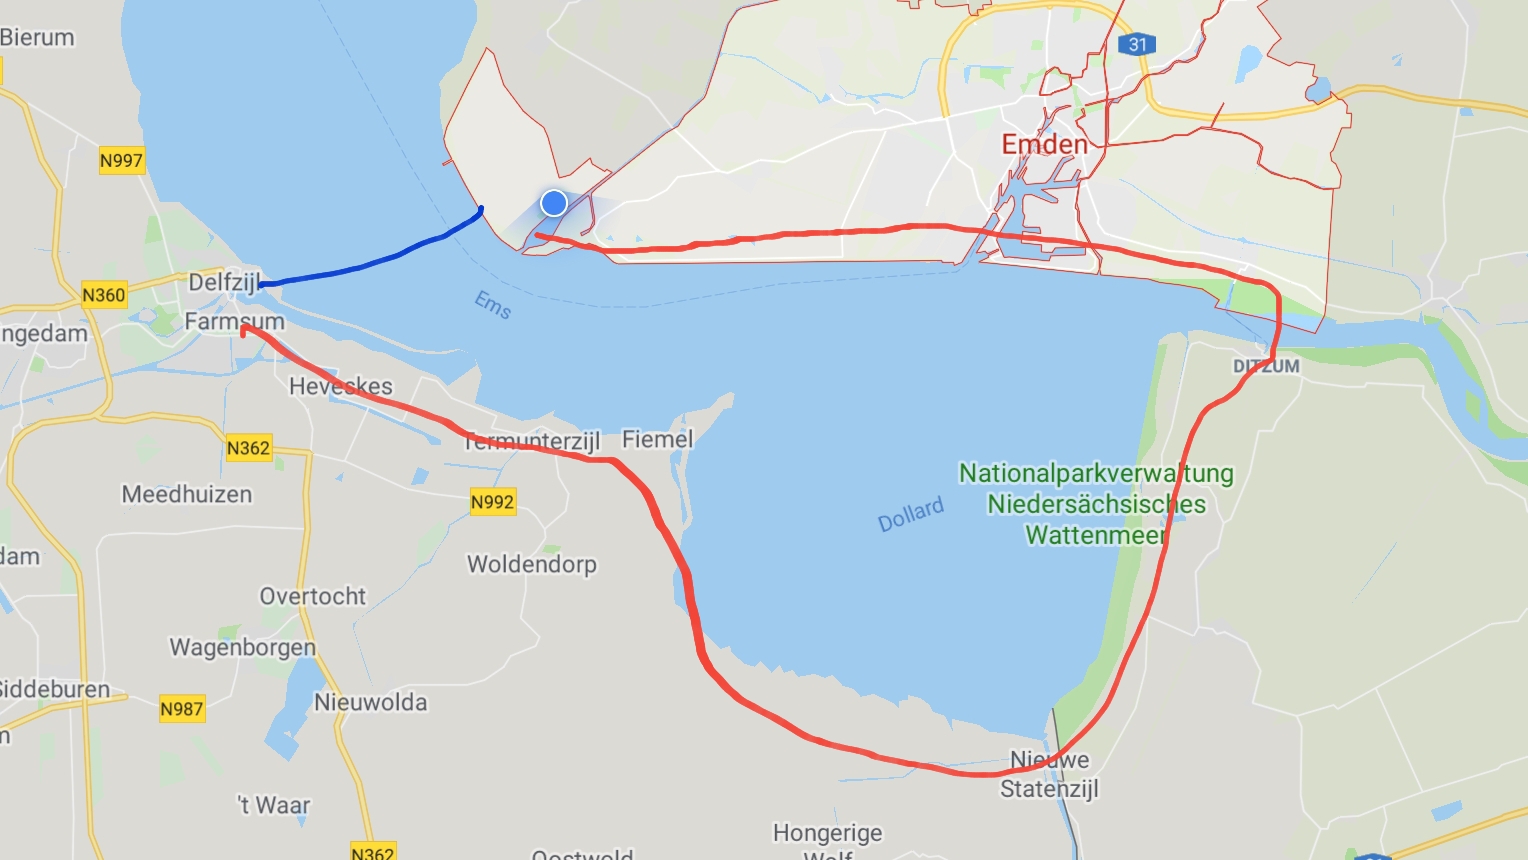 Bierum
31
N997
Emden
Delfzijl
N360
Farmsum
ngedam
Ems
DITZUM
Heveskes
Termunterzijl
Fiemel
N362
Nationalparkverwaltung
Niedersächsisches
Wattenmeer
Meedhuizen
N992
Dollard
dam
Woldendorp
Overtocht
Wagenborgen
Siddeburen
N987
Nieuwolda
m
Nieuwe
Statenzijl
't Waar
Hongerige
Wolf
N362
Oostwold